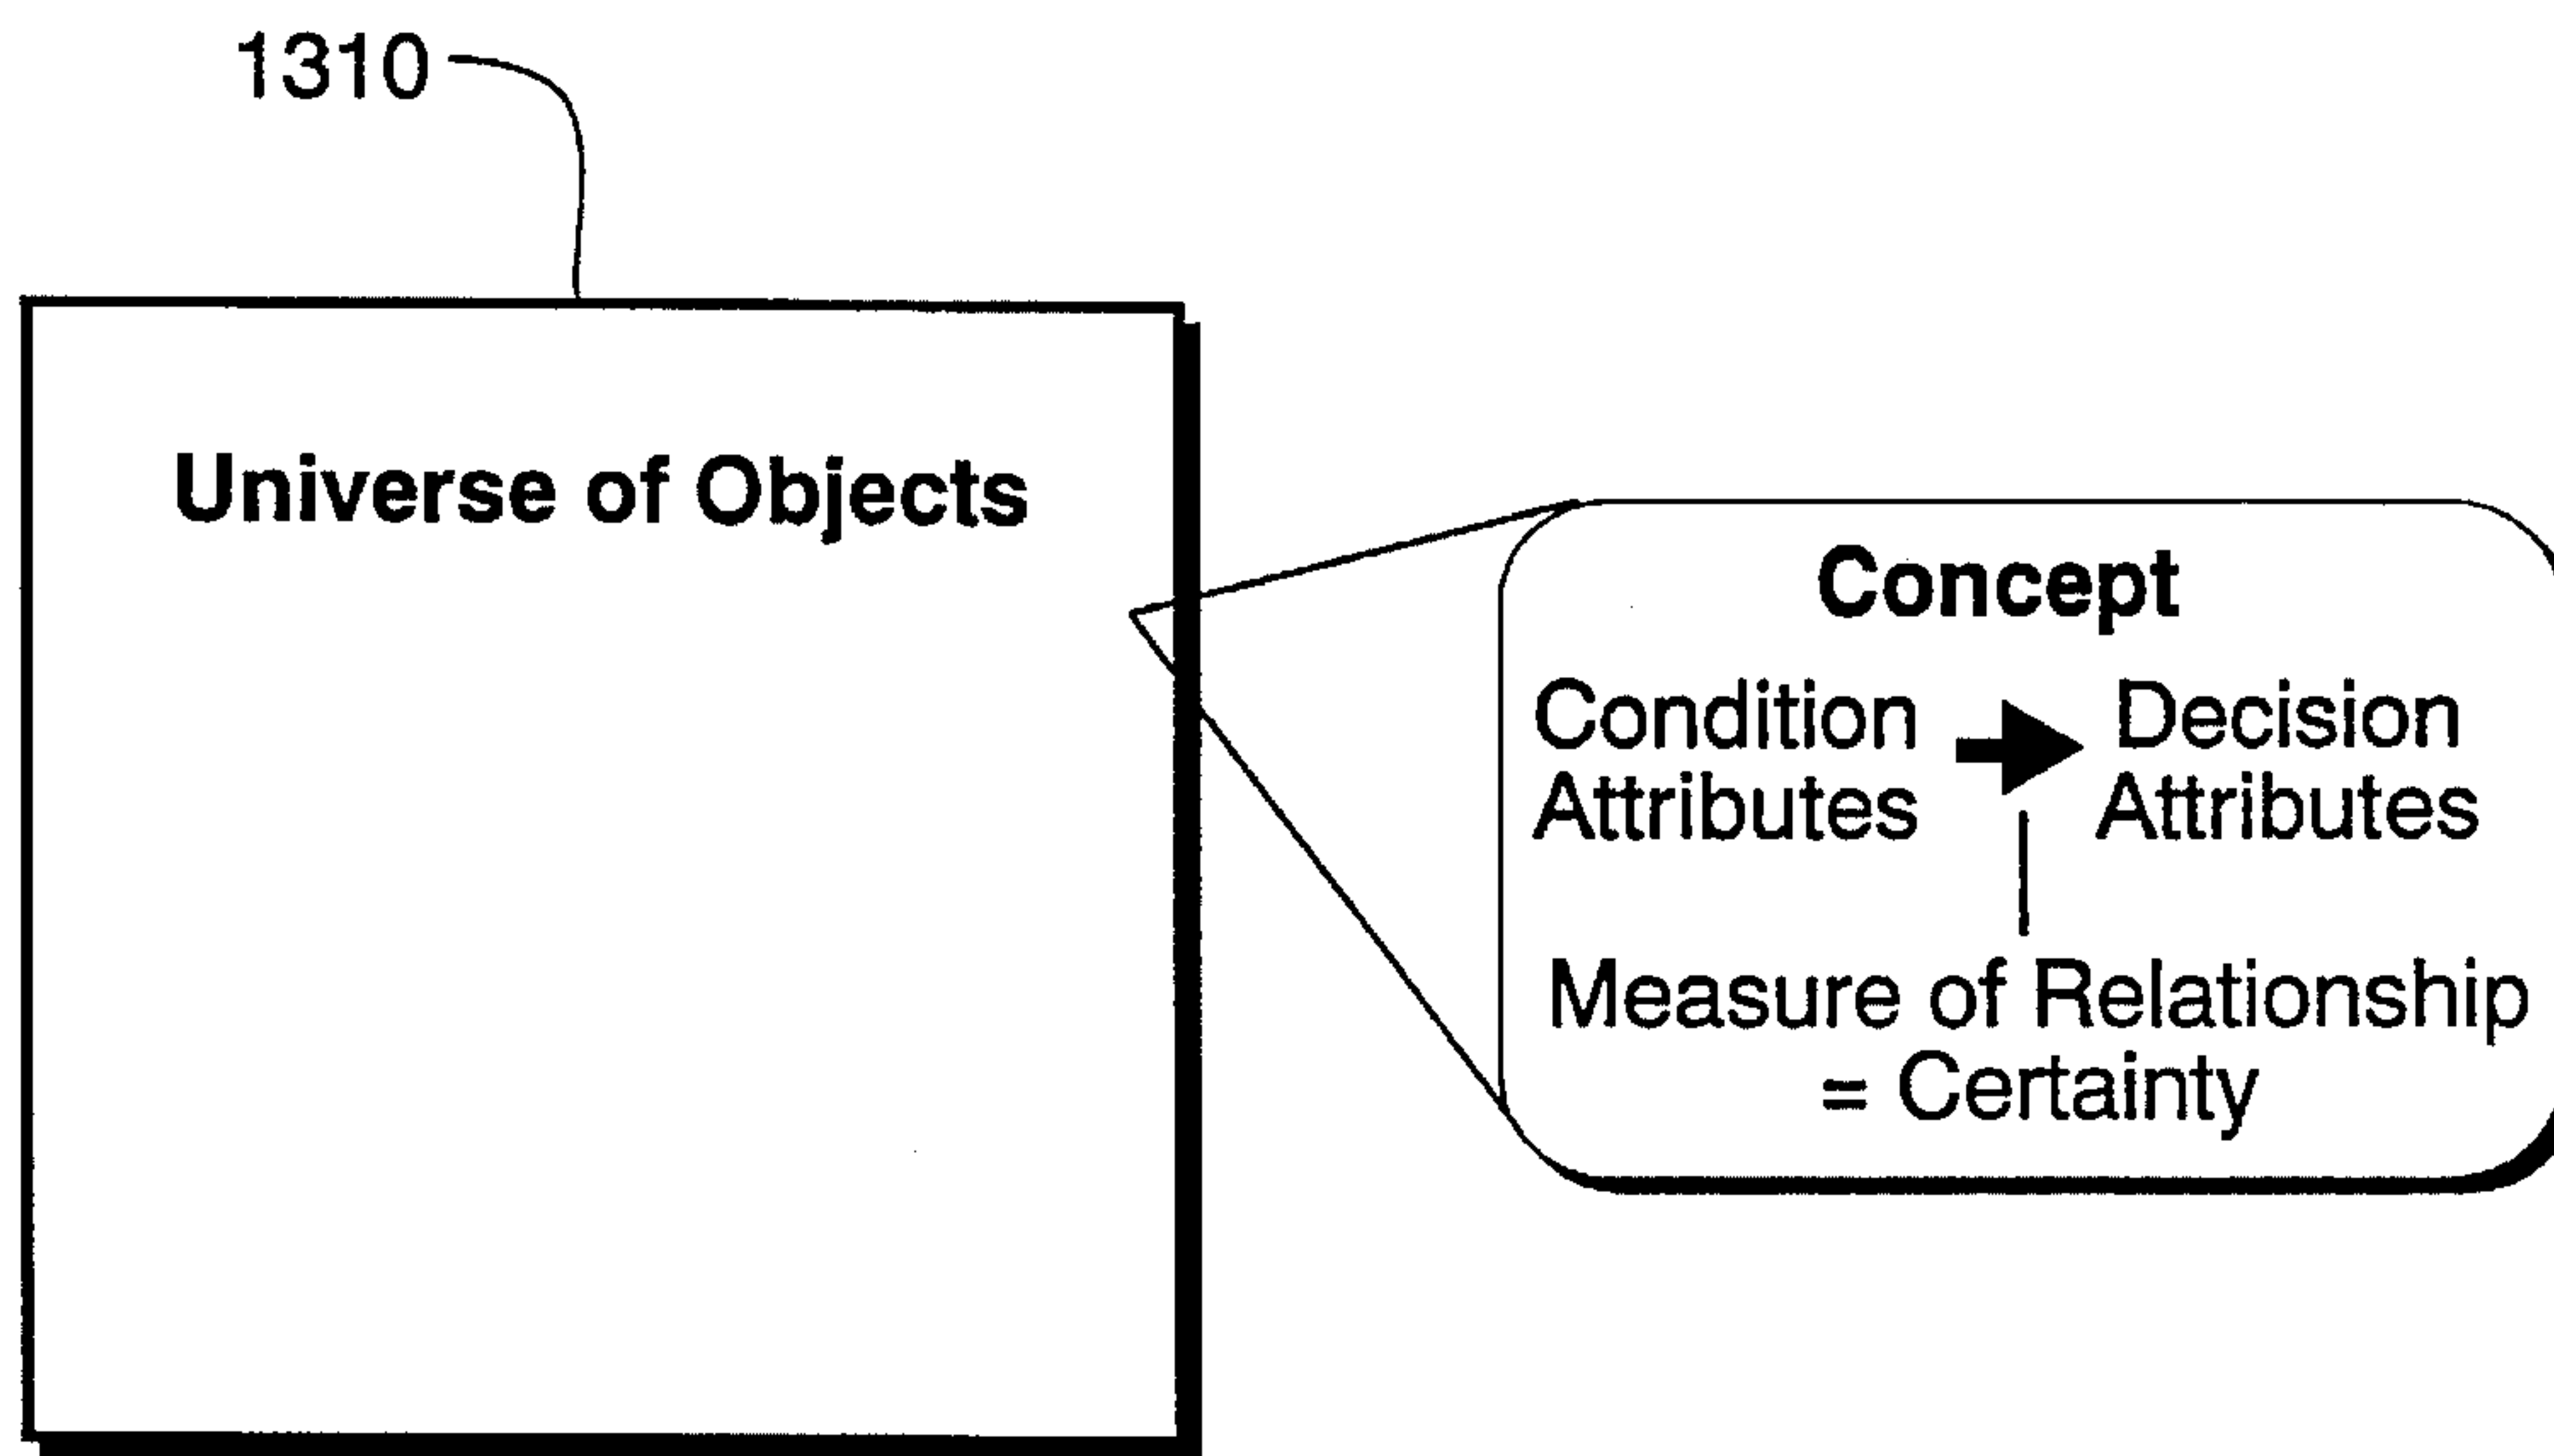 1310
Universe of Objects
Concept
Condition Decision
Attributes Attributes
Measure of Relationship
= Certainty